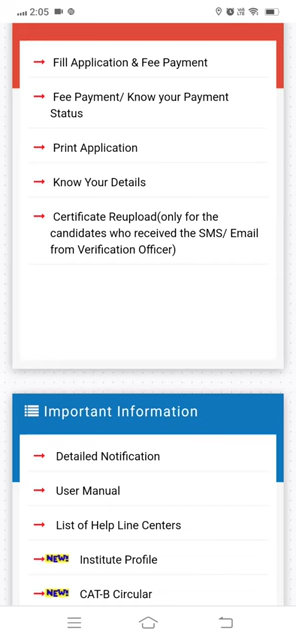 2:05
Fill Application & Fee Payment
Fee Payment/ Know your Payment
Status
Print Application
Know Your Details
Certificate Reupload(only for the
candidates who received the SMS/ Email
from Verification Officer)
Important Information
Detailed Notification
User Manual
List of Help Line Centers
NEW! Institute Profile
NEW! CAT-B Circular